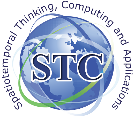 Spatiotemporal Thinking, Computing and Applications
STC